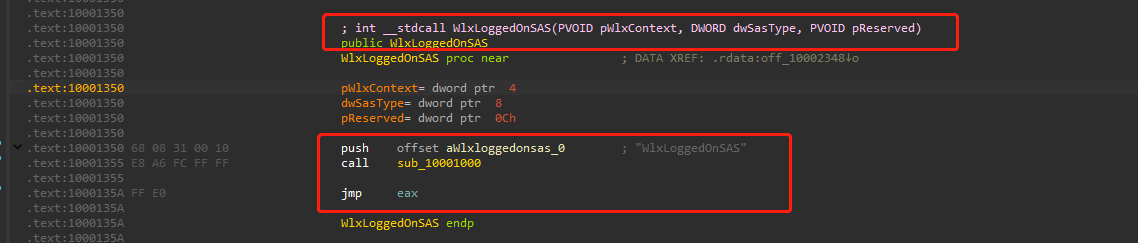 .text:10001350
.text:10001350 ; int __stdcall WlxLoggedOnSAS(PVOID pWlxContext, DWORD dwSasType, PVOID pReserved)
.text:10001350 public WlxLoggedOnSAS
.text:10001350 WlxLoggedOnSAS proc near ; DATA XREF: .rdata:off_10002348↓o
.text:10001350
.text:10001350 pWlxContext= dword ptr 4
.text:10001350 dwSasType= dword ptr 8
.text:10001350 pReserved= dword ptr 0Ch
.text:10001350
.text:10001350 68 08 31 00 10 push offset aWlxloggedonsas_0 ; "WlxLoggedOnSAS"
.text:10001355 E8 A6 FC FF FF call sub_10001000
.text:10001355
.text:1000135A FF E0 jmp eax
.text:1000135A
.text:1000135A WlxLoggedOnSAS endp
.text:1000135A